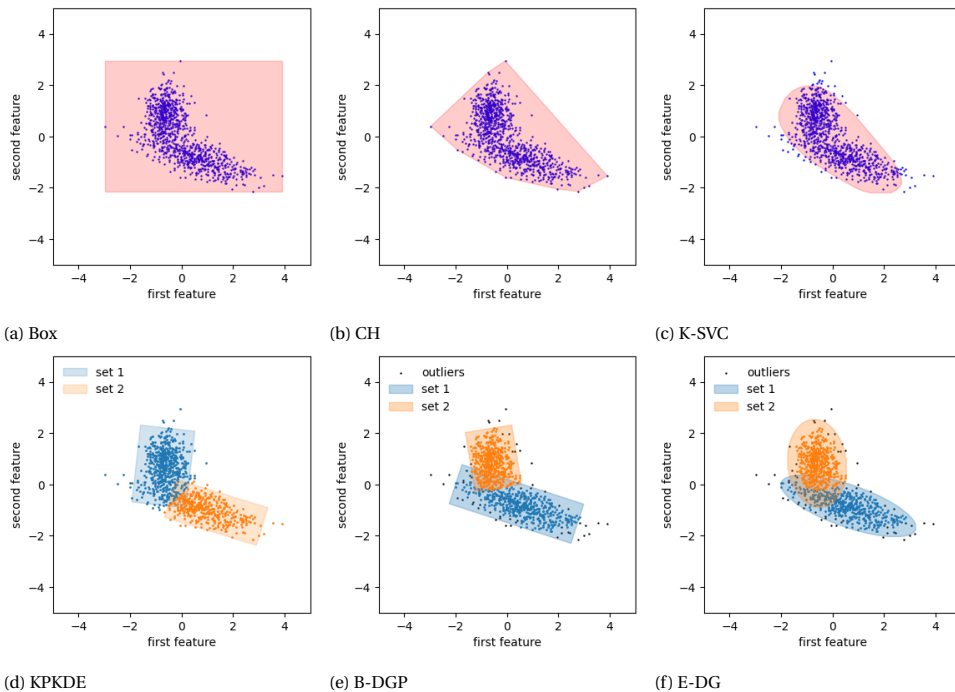 4
2
0
−2
−4
second feature
−4 −2 0 2 4
first feature
(a) Box
4
2
0
−2
−4
second feature
−4 −2 0 2 4
first feature
(b) CH
4
2
0
−2
−4
second feature
−4 −2 0 2 4
first feature
(c) K-SVC
set 1
set 2
4
2
0
−2
−4
second feature
−4 −2 0 2 4
first feature
(d) KPKDE
outliers
set 1
set 2
4
2
0
−2
−4
second feature
−4 −2 0 2 4
first feature
(e) B-DGP
outliers
set 1
set 2
4
2
0
−2
−4
second feature
−4 −2 0 2 4
first feature
(f) E-DG